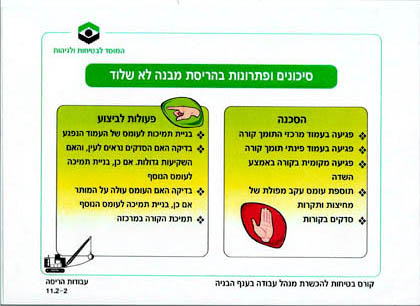 המוסד לבטיחות ולגיהות
סיכונים ופתרונות בהריסת מבנה לא שלוד
הסכנה
פגיעה בעמוד מרכזי התומך קורה
פגיעה בעמוד פינתי תומך קורה
פגיעה מקומית בקורה באמצע
השדה
תוספת עומס עקב מפולת של
מחיצות ותקרות
סדקים בקורות
פעולות לביצוע
בניית תמיכות לעומס של העמוד הנפגע
בדיקה האם הסדקים נראים לעין, והאם
השקיעות גדולות. אם כן, בניית תמיכה
לעומס הנוסף
בדיקה האם העומס עולה על המותר
אם כן, בניית תמיכה לעומס הנוסף
תמיכת הקורה במרכזה
קורס בטיחות להכשרת מנהל עבודה בענף הבניה
עבודות הריסה
11.2-2